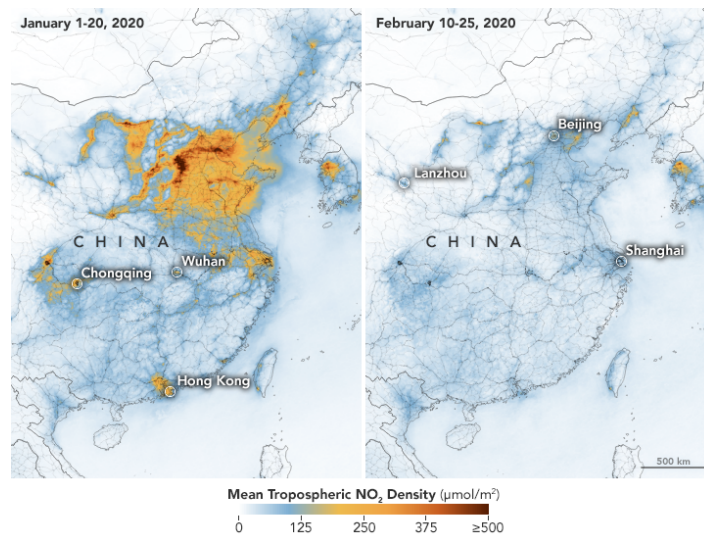 January 1-20, 2020
CHINA
Chongqing
Wuhan
Hong Kong
February 10-25, 2020
Beijing
Lanzhou
CHINA
Shanghai
500 km
Mean Tropospheric NO₂ Density (µmol/m²)
0 125 250 375 ≥500